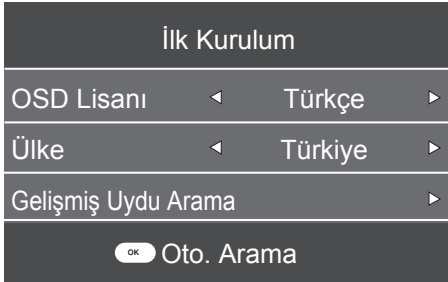 İlk Kurulum
OSD Lisanı Türkçe
Ülke Türkiye
Gelişmiş Uydu Arama
OK Oto. Arama